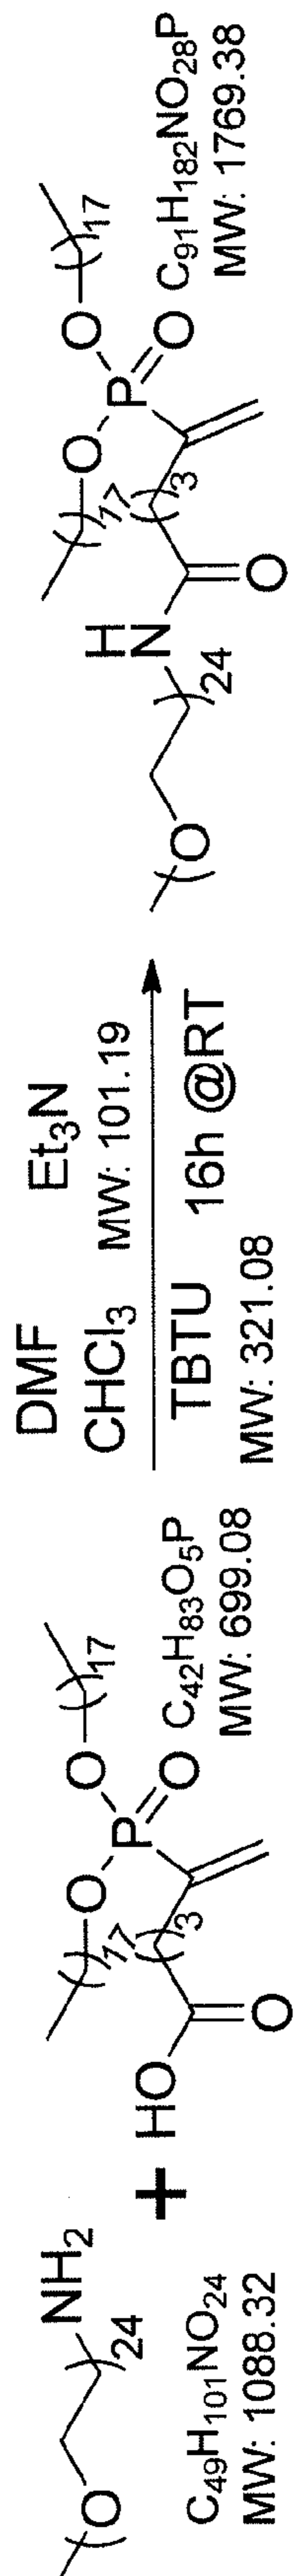 ( O )24 NH2
C49H101NO24
MW: 1088.32
+
HO O ( )3 ( )17 O P O ( )17 O
C42H83O5P
MW: 699.08
DMF
CHCl3 Et3N
MW: 101.19
TBTU 16h @RT
MW: 321.08
( O )24 H N O ( )3 ( )17 O P O ( )17 O
C91H182NO28P
MW: 1769.38